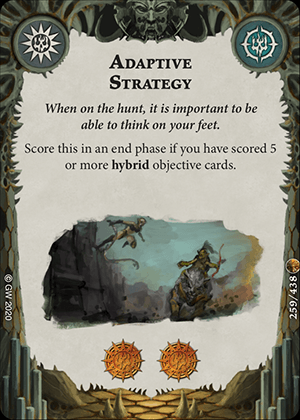 ADAPTIVE
STRATEGY
When on the hunt, it is important to be
able to think on your feet.
Score this in an end phase if you have scored 5
or more hybrid objective cards.
© GW 2020
259/438